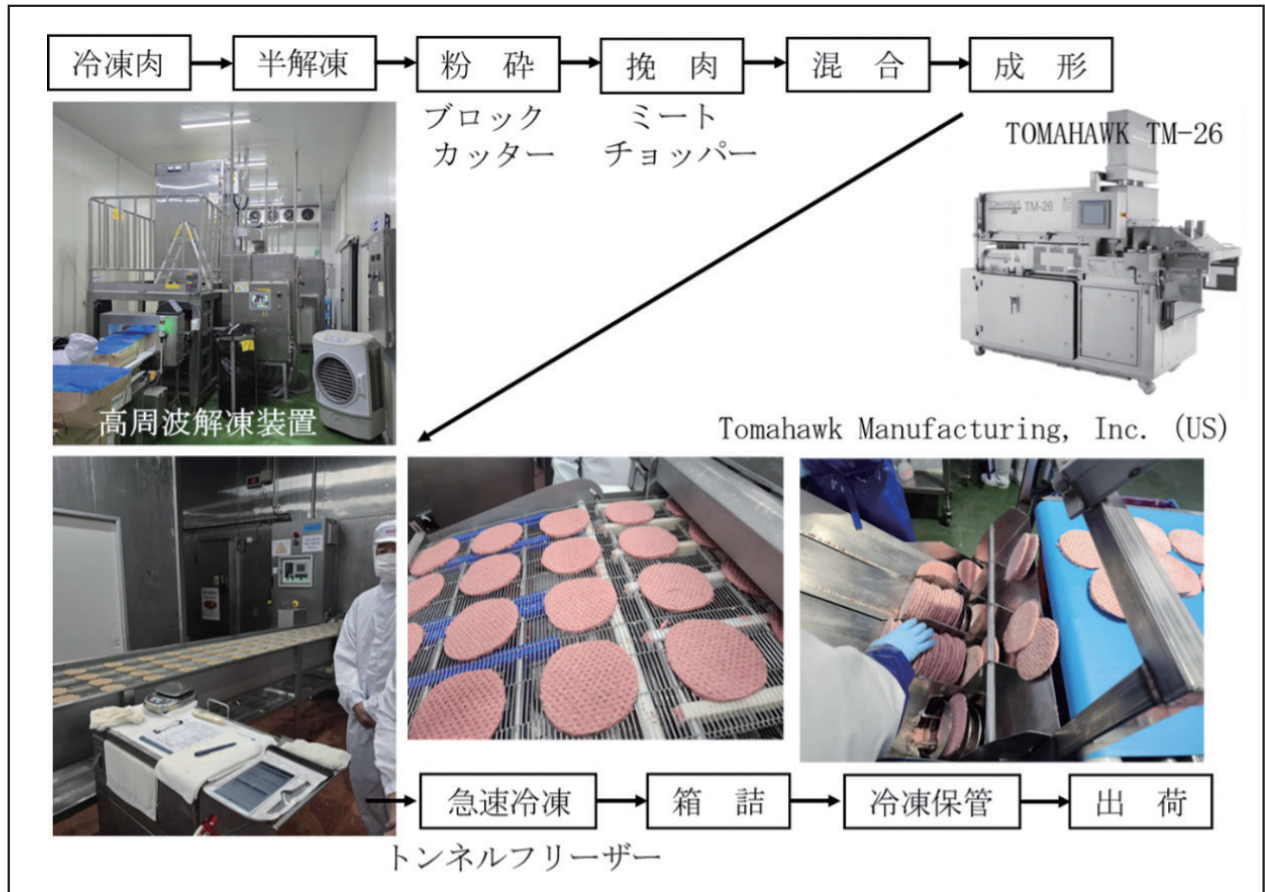 冷凍肉
半解凍
粉　砕
挽　肉
混　合
成　形
ブロック
カッター
ミート
チョッパー
TOMAHAWK TM-26
TOMAHAWK
TM-26
高周波解凍装置
Tomahawk Manufacturing, Inc. (US)
急速冷凍
箱　詰
冷凍保管
出　荷
トンネルフリーザー